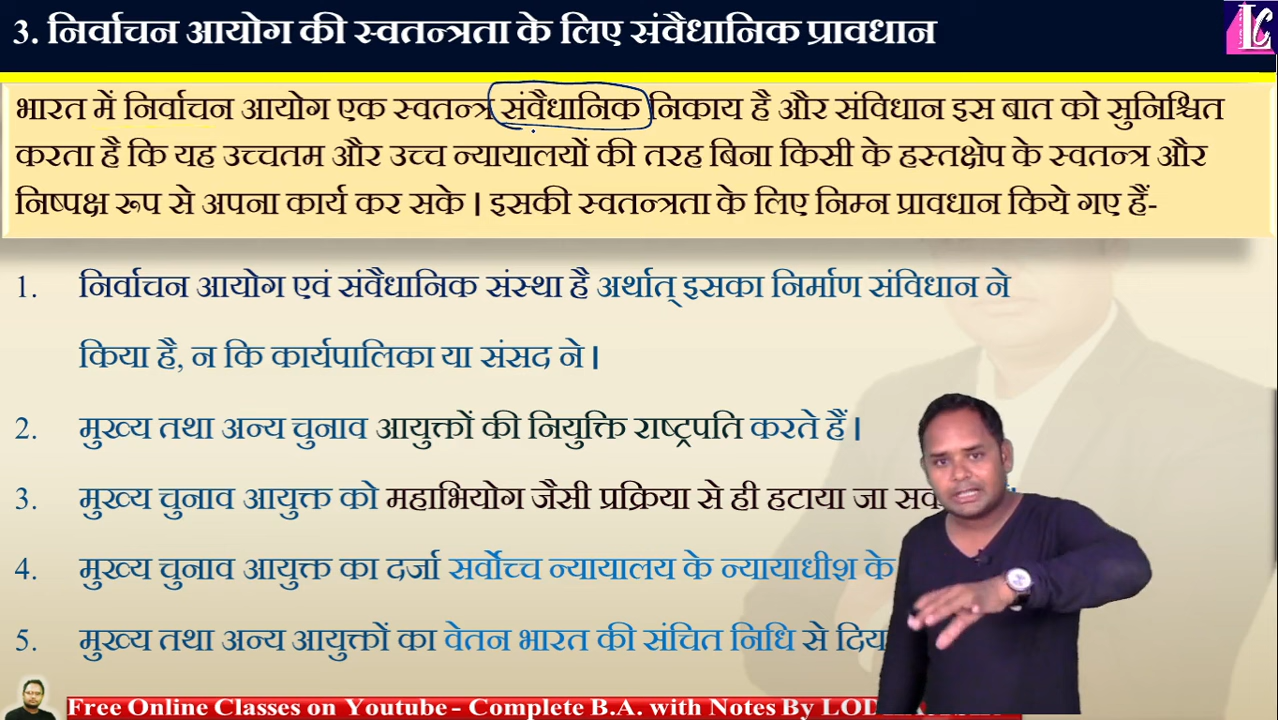 3. निर्वाचन आयोग की स्वतन्त्रता के लिए संवैधानिक प्रावधान
LC
भारत में निर्वाचन आयोग एक स्वतन्त्र संवैधानिक निकाय है और संविधान इस बात को सुनिश्चित
करता है कि यह उच्चतम और उच्च न्यायालयों की तरह बिना किसी के हस्तक्षेप के स्वतन्त्र और
निष्पक्ष रूप से अपना कार्य कर सके । इसकी स्वतन्त्रता के लिए निम्न प्रावधान किये गए हैं-
1. निर्वाचन आयोग एवं संवैधानिक संस्था है अर्थात् इसका निर्माण संविधान ने
किया है, न कि कार्यपालिका या संसद ने ।
2. मुख्य तथा अन्य चुनाव आयुक्तों की नियुक्ति राष्ट्रपति करते हैं ।
3. मुख्य चुनाव आयुक्त को महाभियोग जैसी प्रक्रिया से ही हटाया जा
4. मुख्य चुनाव आयुक्त का दर्जा सर्वोच्च न्यायालय के न्यायाधीश के
5. मुख्य तथा अन्य आयुक्तों का वेतन भारत की संचित निधि से
Free Online Classes on Youtube - Complete B.A. with Notes By